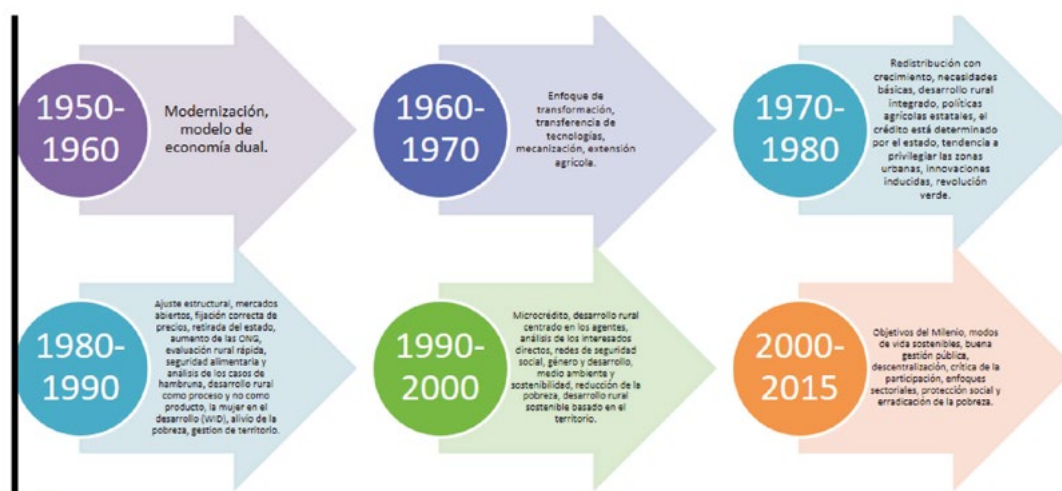 1950-
1960
Modernización,
modelo de
economía dual.
1960-
1970
Enfoque de
transformación,
transferencia de
tecnologías,
mecanización, extensión
agrícola.
1970-
1980
Redistribución con
crecimiento, necesidades
básicas, desarrollo rural
integrado, políticas
agrícolas estatales, el
crédito está determinado
por el estado, tendencia a
privilegiar las zonas
urbanas, innovaciones
inducidas, revolución
verde.
1980-
1990
Ajuste estructural, mercados
abiertos, fijación correcta de
precios, retirada del estado,
aumento de las ONG,
evaluación rural rápida,
seguridad alimentaria y
análisis de los casos de
hambruna, desarrollo rural
como proceso y no como
producto, la mujer en el
desarrollo (WID), alivio de la
pobreza, gestion de territorio.
1990-
2000
Microcrédito, desarrollo rural
centrado en los agentes,
análisis de los interesados
directos, redes de seguridad
social, género y desarrollo,
medio ambiente y
sostenibilidad, reducción de la
pobreza, desarrollo rural
sostenible basado en el
territorio.
2000-
2015
Objetivos del Milenio, modos
de vida sostenibles, buena
gestión pública,
descentralización, crítica de la
participación, enfoques
sectoriales, protección social y
erradicación de la pobreza.